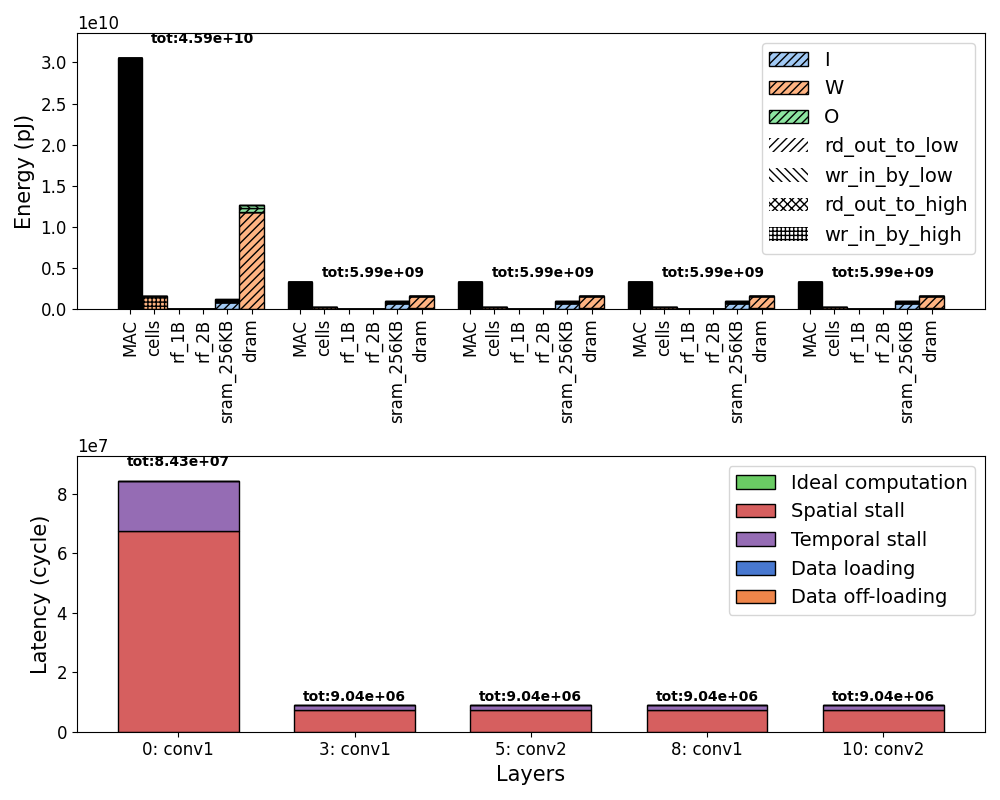 1e10
tot:4.59e+10
3.0
2.5
2.0
1.5
1.0
0.5
0.0
Energy (pJ)
I
W
O
rd_out_to_low
wr_in_by_low
rd_out_to_high
wr_in_by_high
tot:5.99e+09
tot:5.99e+09
tot:5.99e+09
tot:5.99e+09
MAC
cells
rf_1B
rf_2B
sram_256KB
dram
MAC
cells
rf_1B
rf_2B
sram_256KB
dram
MAC
cells
rf_1B
rf_2B
sram_256KB
dram
MAC
cells
rf_1B
rf_2B
sram_256KB
dram
MAC
cells
rf_1B
rf_2B
sram_256KB
dram
1e7
tot:8.43e+07
8
6
4
2
0
Latency (cycle)
Ideal computation
Spatial stall
Temporal stall
Data loading
Data off-loading
tot:9.04e+06
tot:9.04e+06
tot:9.04e+06
tot:9.04e+06
0: conv1
3: conv1
5: conv2
8: conv1
10: conv2
Layers